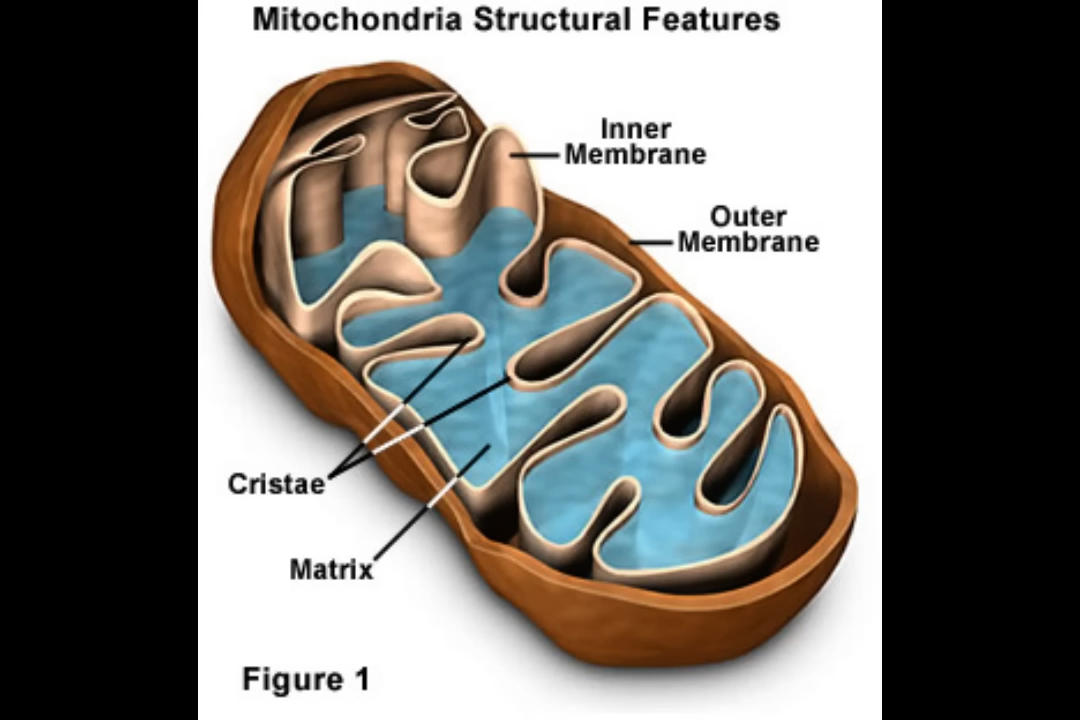 Mitochondria Structural Features
Inner
Membrane
Outer
Membrane
Cristae
Matrix
Figure 1